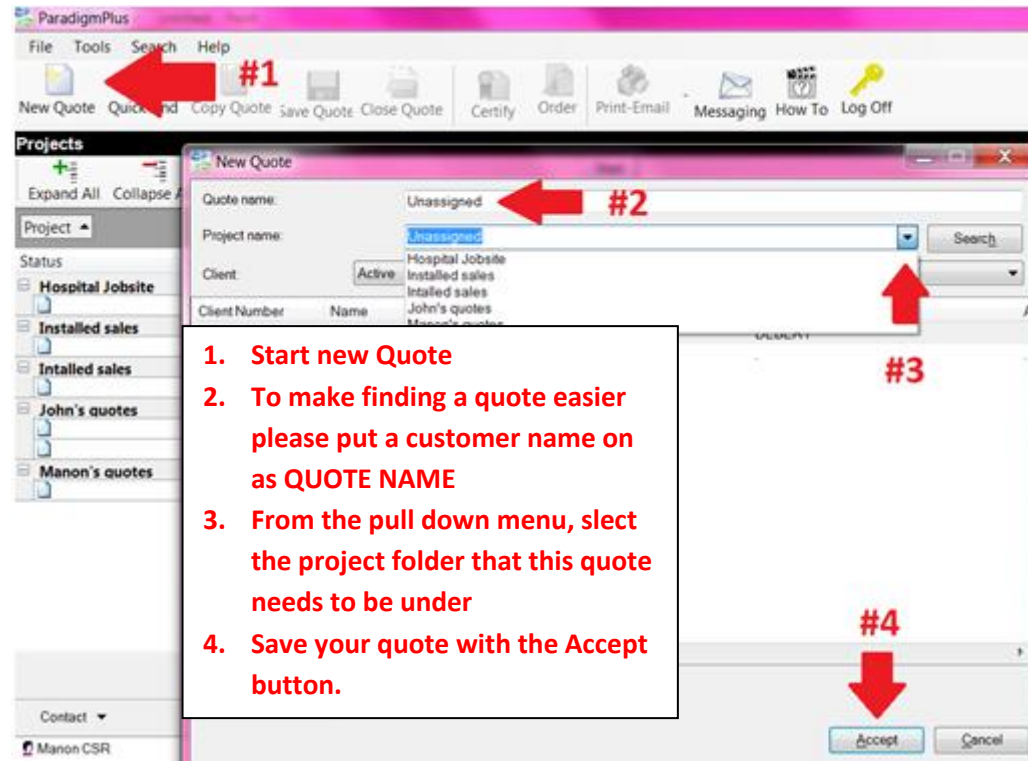 ParadigmPlus
File Tools Search Help
#1
New Quote Quick Find Copy Quote Save Quote Close Quote Certify Order Print-Email Messaging How To Log Off
Projects
Expand All Collapse A
New Quote
Quote name: Unassigned
#2
Project name: Unassigned Search
Hospital Jobsite
Client Active Installed sales
Intalled sales
Client Number Name John's quotes
Manon's quotes
#3
Project
Status
Hospital Jobsite
Installed sales
Intalled sales
John's quotes
Manon's quotes
1. Start new Quote
2. To make finding a quote easier
please put a customer name on
as QUOTE NAME
3. From the pull down menu, slect
the project folder that this quote
needs to be under
4. Save your quote with the Accept
button.
#4
Contact
Manon CSR
Accept Cancel